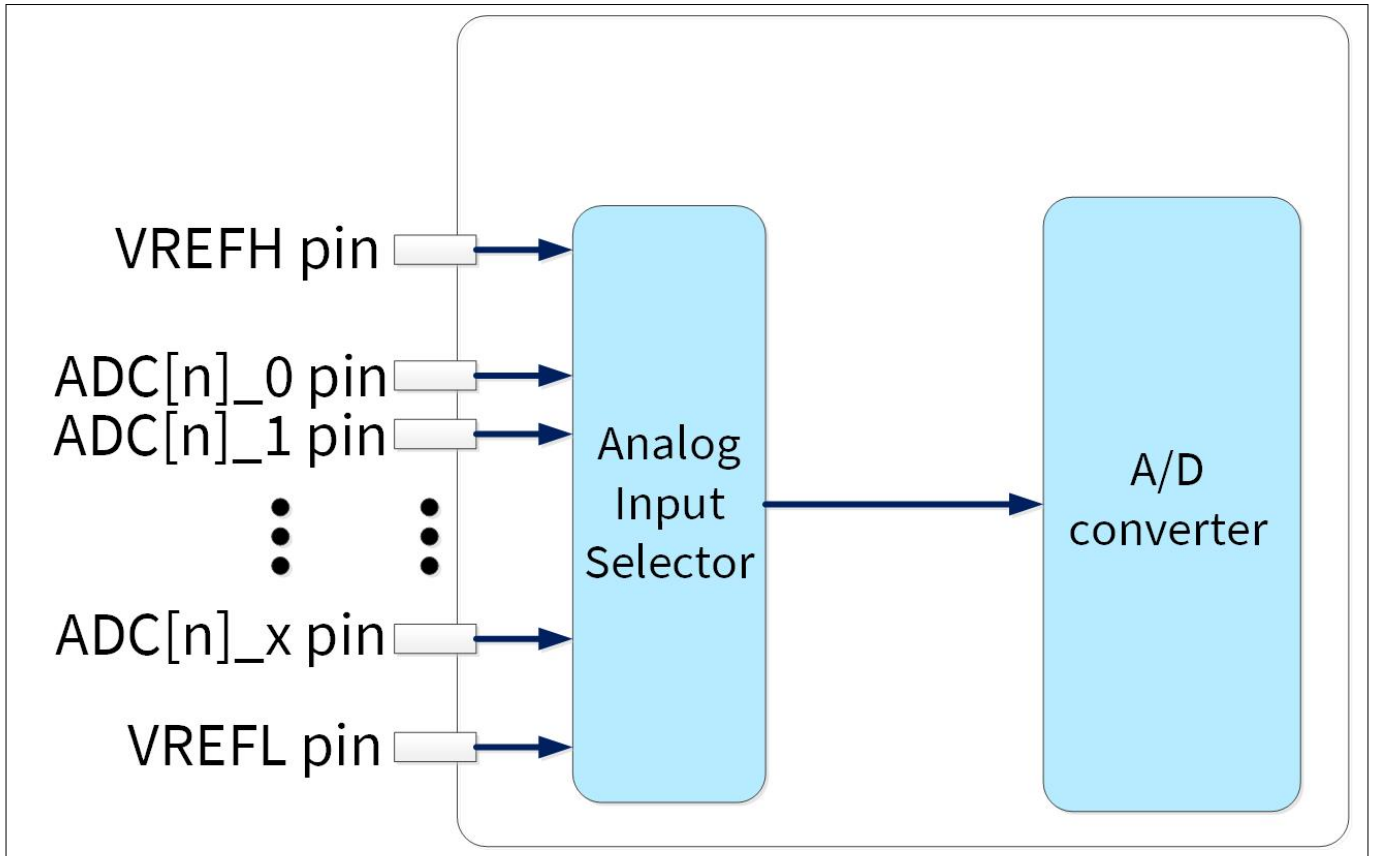 VREFH pin
ADC[n]_0 pin
ADC[n]_1 pin
ADC[n]_x pin
VREFL pin
Analog
Input
Selector
A/D
converter